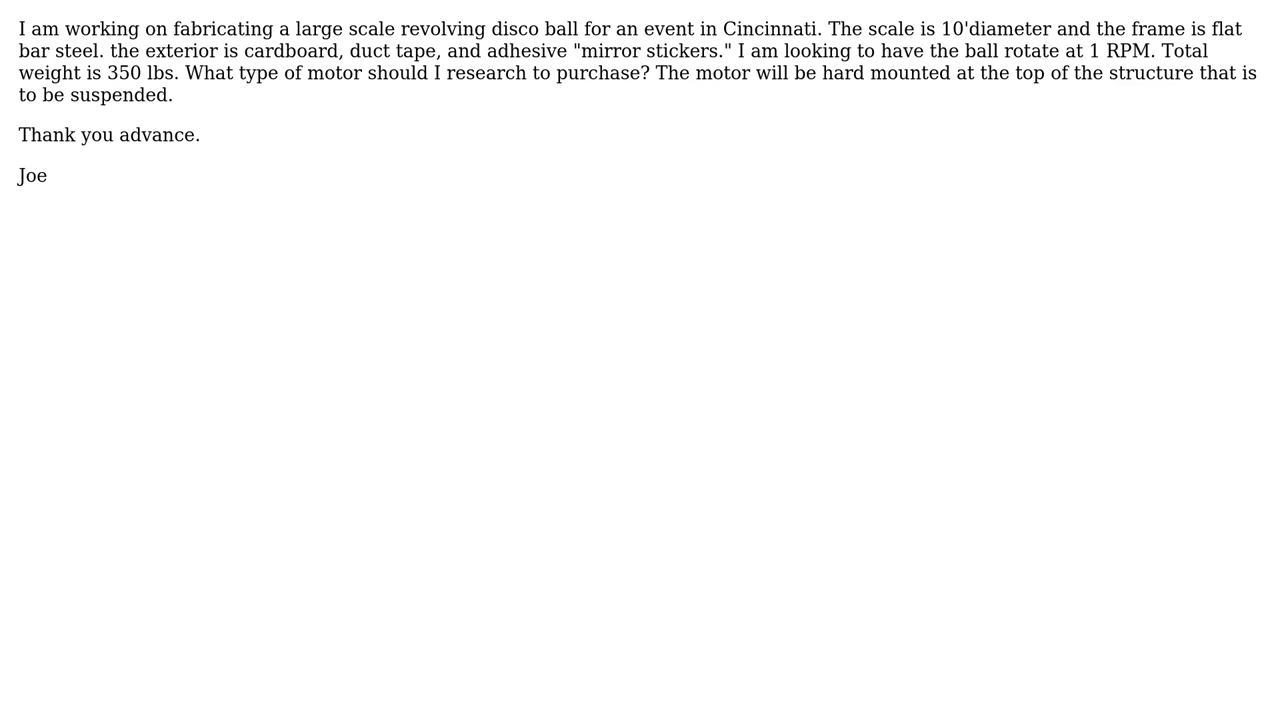 I am working on fabricating a large scale revolving disco ball for an event in Cincinnati. The scale is 10'diameter and the frame is flat
bar steel. the exterior is cardboard, duct tape, and adhesive "mirror stickers." I am looking to have the ball rotate at 1 RPM. Total
weight is 350 lbs. What type of motor should I research to purchase? The motor will be hard mounted at the top of the structure that is
to be suspended.
Thank you advance.
Joe